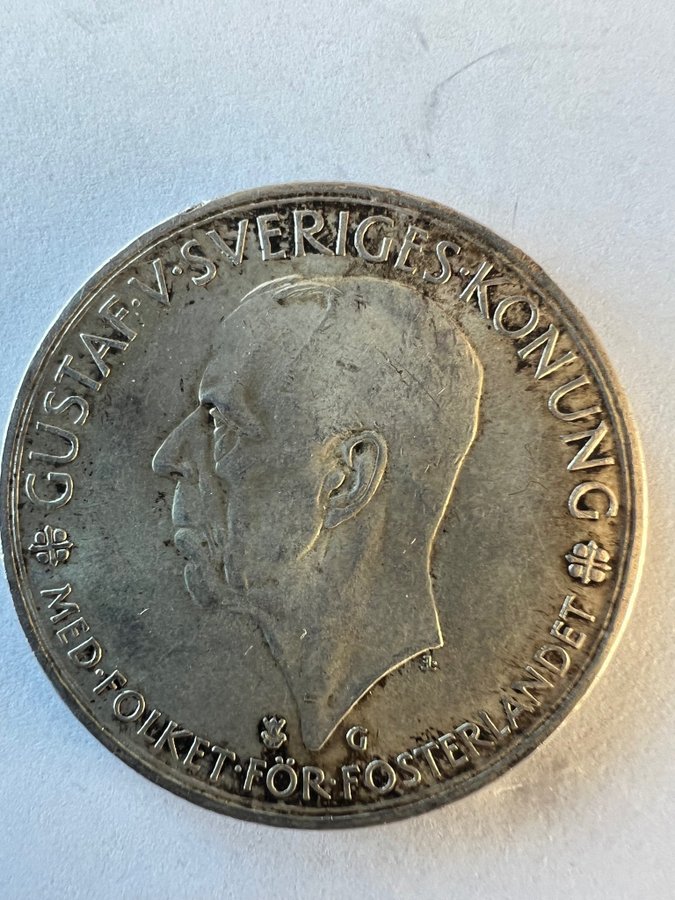 GUSTAF·V·SVERIGES·KONUNG
MED·FOLKET·FÖR·FOSTERLANDET
G